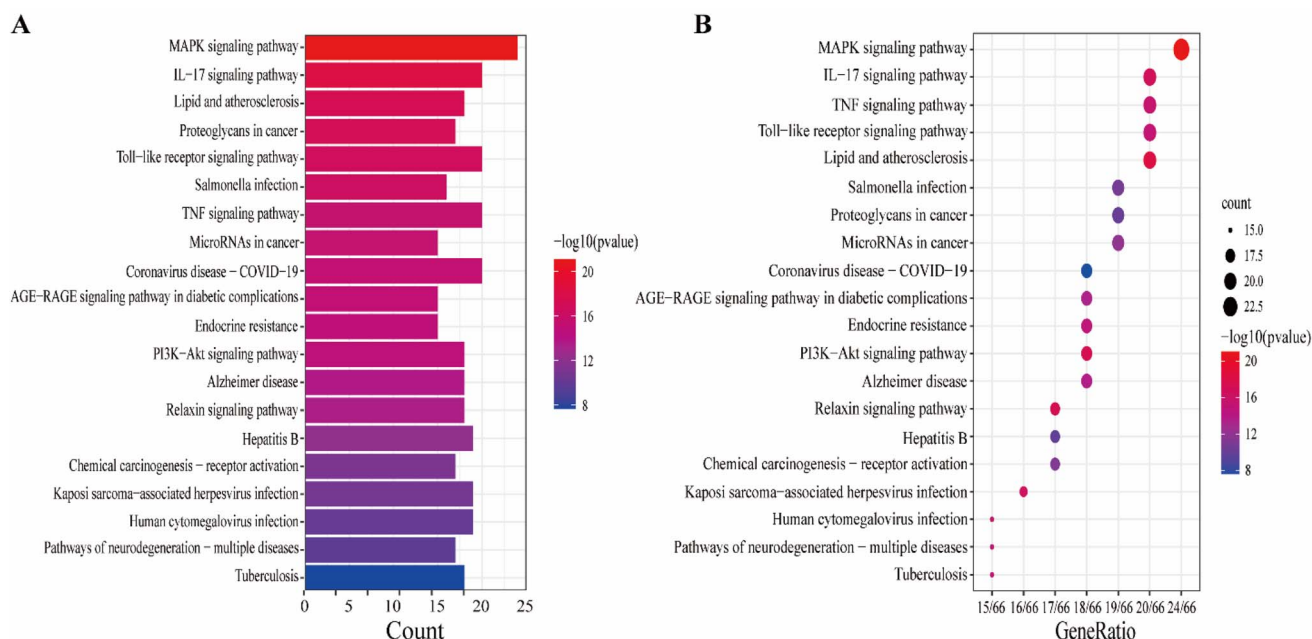 A
MAPK signaling pathway
IL−17 signaling pathway
Lipid and atherosclerosis
Proteoglycans in cancer
Toll−like receptor signaling pathway
Salmonella infection
TNF signaling pathway
MicroRNAs in cancer
Coronavirus disease − COVID−19
AGE−RAGE signaling pathway in diabetic complications
Endocrine resistance
PI3K−Akt signaling pathway
Alzheimer disease
Relaxin signaling pathway
Hepatitis B
Chemical carcinogenesis − receptor activation
Kaposi sarcoma−associated herpesvirus infection
Human cytomegalovirus infection
Pathways of neurodegeneration − multiple diseases
Tuberculosis
0 5 10 15 20 25
Count
−log10(pvalue)
20
16
12
8
B
MAPK signaling pathway
IL−17 signaling pathway
TNF signaling pathway
Toll−like receptor signaling pathway
Lipid and atherosclerosis
Salmonella infection
Proteoglycans in cancer
MicroRNAs in cancer
Coronavirus disease − COVID−19
AGE−RAGE signaling pathway in diabetic complications
Endocrine resistance
PI3K−Akt signaling pathway
Alzheimer disease
Relaxin signaling pathway
Hepatitis B
Chemical carcinogenesis − receptor activation
Kaposi sarcoma−associated herpesvirus infection
Human cytomegalovirus infection
Pathways of neurodegeneration − multiple diseases
Tuberculosis
15/66 16/66 17/66 18/66 19/66 20/66 24/66
GeneRatio
count
15.0
17.5
20.0
22.5
−log10(pvalue)
20
16
12
8